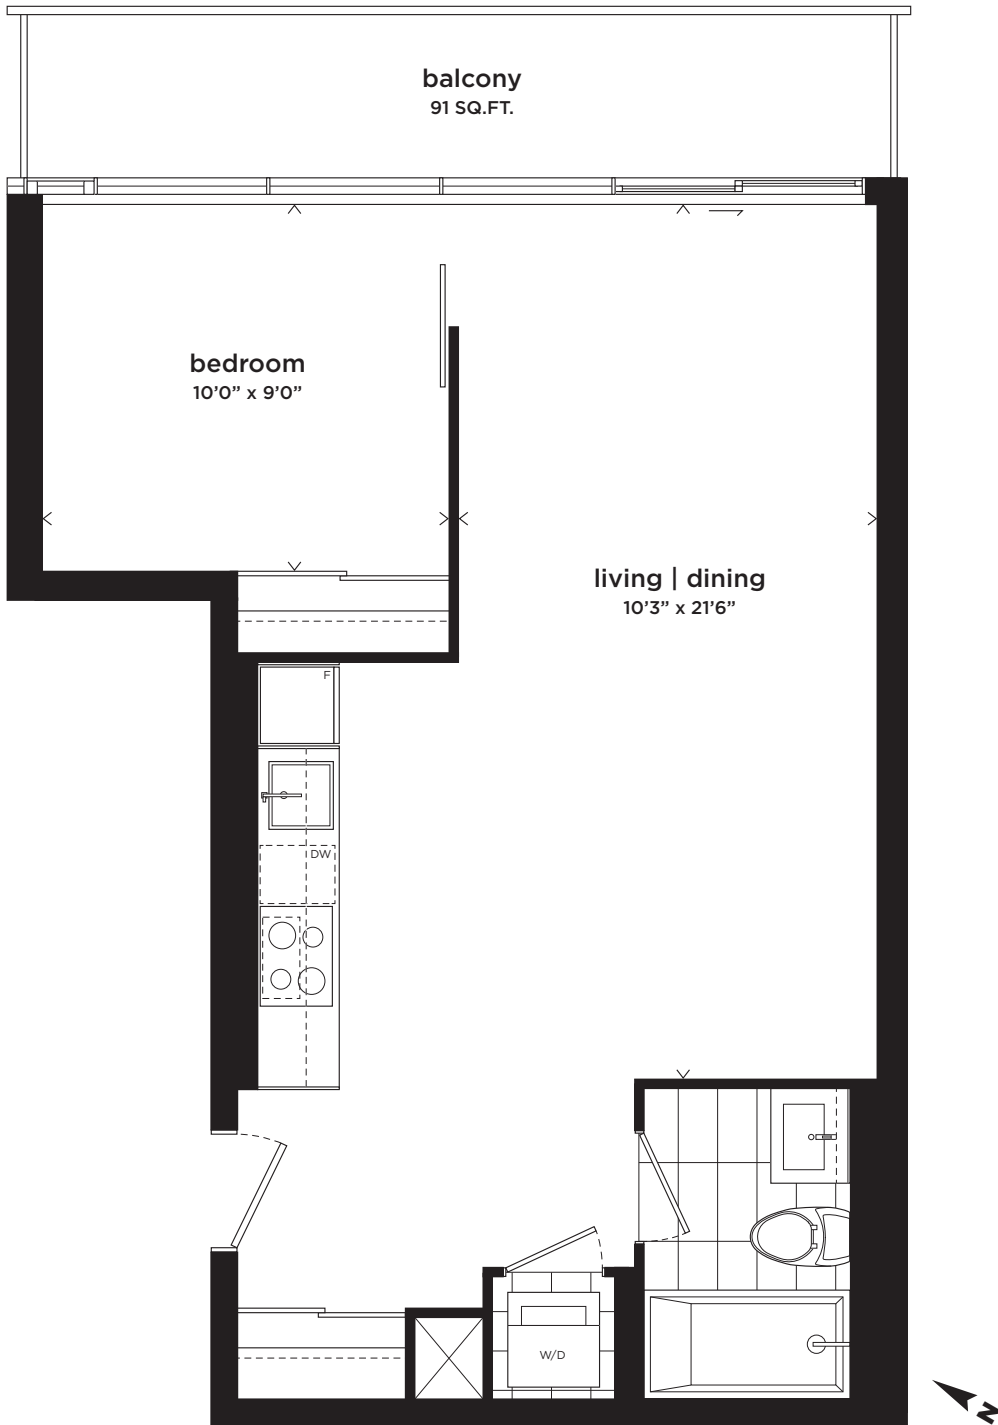 balcony
91 SQ.FT.
bedroom
10’0” x 9’0”
living | dining
10’3” x 21’6”
F
DW
W/D
N